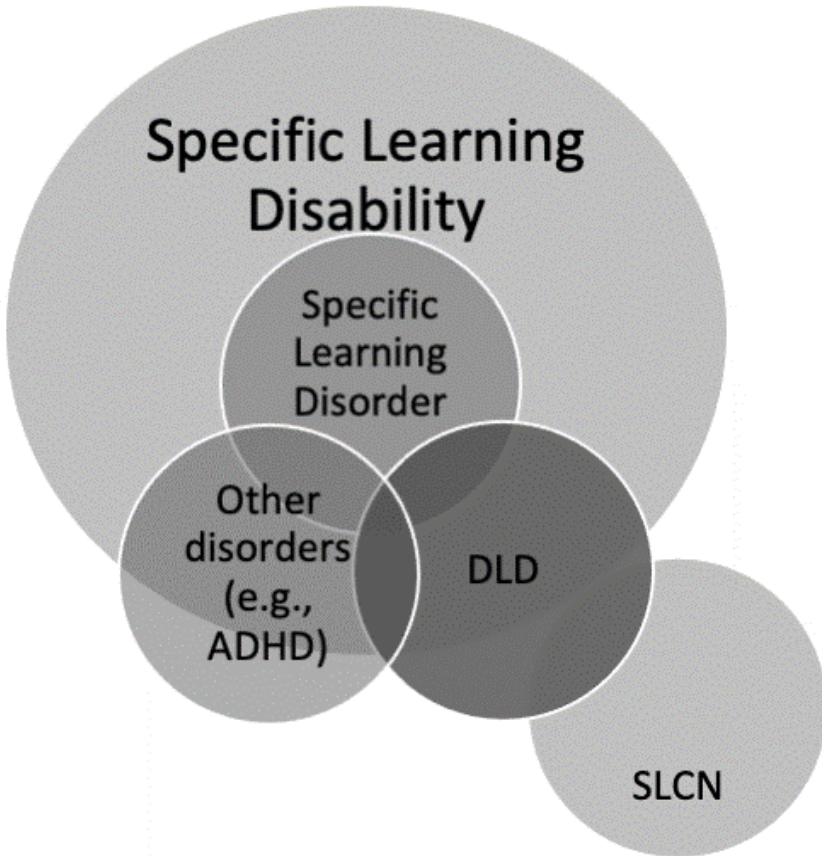 Specific Learning
Disability
Specific
Learning
Disorder
Other
disorders
(e.g.,
ADHD)
DLD
SLCN